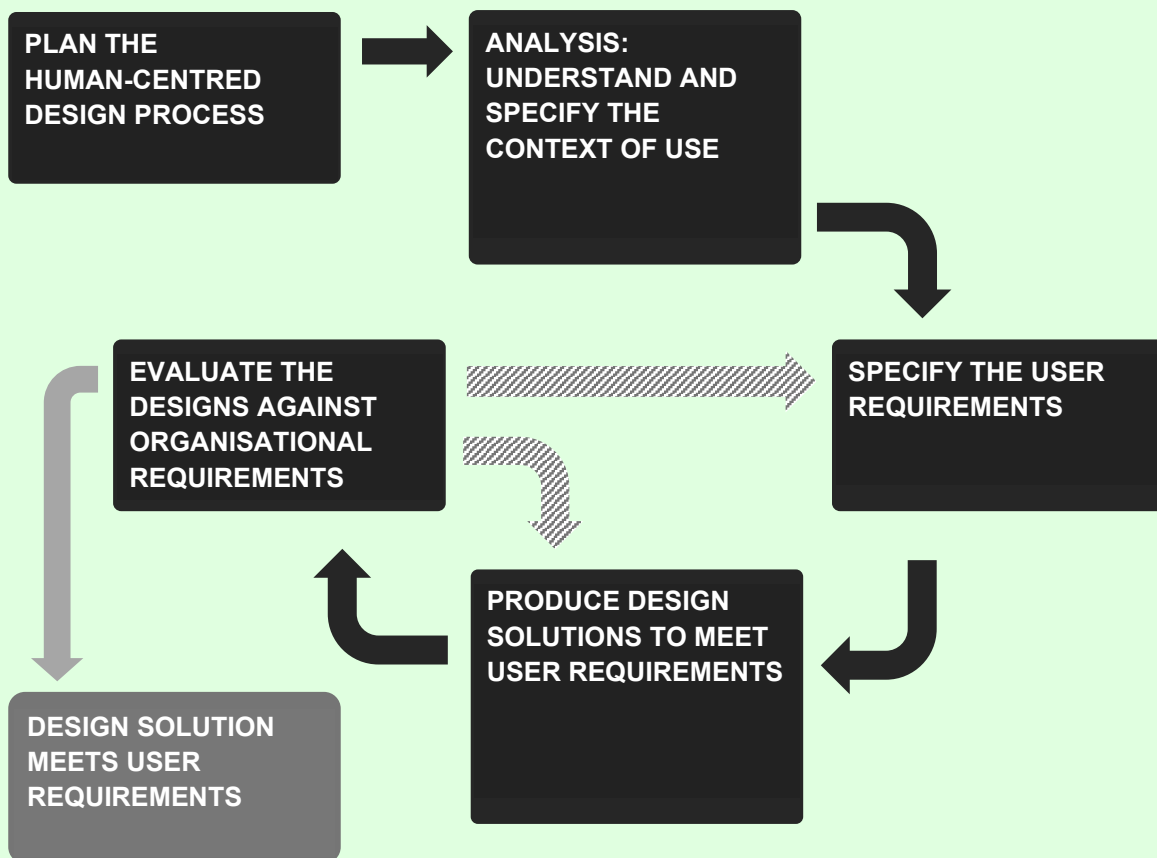 PLAN THE
HUMAN-CENTRED
DESIGN PROCESS
ANALYSIS:
UNDERSTAND AND
SPECIFY THE
CONTEXT OF USE
EVALUATE THE
DESIGNS AGAINST
ORGANISATIONAL
REQUIREMENTS
SPECIFY THE USER
REQUIREMENTS
PRODUCE DESIGN
SOLUTIONS TO MEET
USER REQUIREMENTS
DESIGN SOLUTION
MEETS USER
REQUIREMENTS